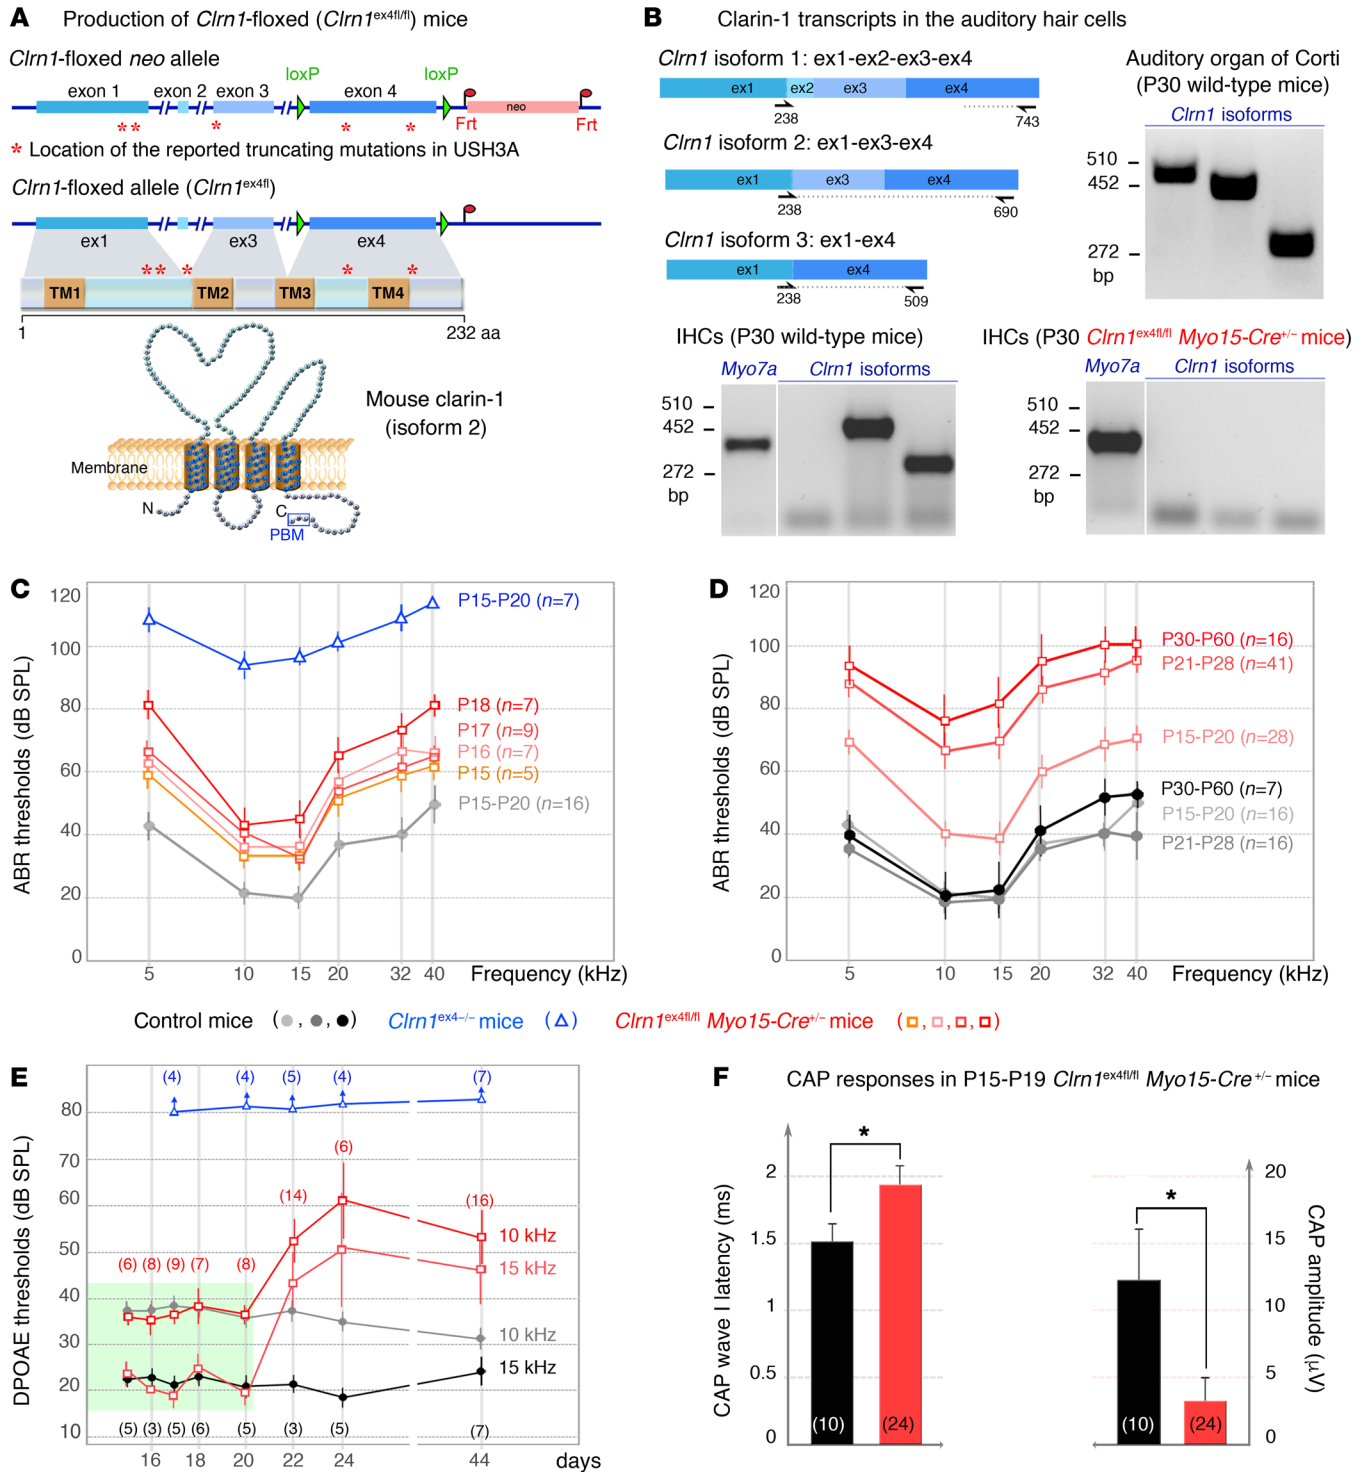 A Production of Clrn1-floxed (Clrn1ex4fl/fl) mice
Clrn1-floxed neo allele
loxP loxP
exon 1 exon 2 exon 3 exon 4 neo
** * * * Frt Frt
* Location of the reported truncating mutations in USH3A
Clrn1-floxed allele (Clrn1ex4fl)
ex1 ex3 ex4
** * * *
TM1 TM2 TM3 TM4
1 232 aa
Mouse clarin-1
(isoform 2)
Membrane
N C
PBM
B Clarin-1 transcripts in the auditory hair cells
Clrn1 isoform 1: ex1-ex2-ex3-ex4
ex1 ex2 ex3 ex4
238 743
Clrn1 isoform 2: ex1-ex3-ex4
ex1 ex3 ex4
238 690
Clrn1 isoform 3: ex1-ex4
ex1 ex4
238 509
Auditory organ of Corti
(P30 wild-type mice)
Clrn1 isoforms
510
452
272
bp
IHCs (P30 wild-type mice)
Myo7a Clrn1 isoforms
510
452
272
bp
IHCs (P30 Clrn1ex4fl/fl Myo15-Cre+/– mice)
Myo7a Clrn1 isoforms
510
452
272
bp
C
ABR thresholds (dB SPL)
120
100
80
60
40
20
0
P15-P20 (n=7)
P18 (n=7)
P17 (n=9)
P16 (n=7)
P15 (n=5)
P15-P20 (n=16)
5 10 15 20 32 40 Frequency (kHz)
D
ABR thresholds (dB SPL)
120
100
80
60
40
20
0
P30-P60 (n=16)
P21-P28 (n=41)
P15-P20 (n=28)
P30-P60 (n=7)
P15-P20 (n=16)
P21-P28 (n=16)
5 10 15 20 32 40 Frequency (kHz)
Control mice ( , , ) Clrn1ex4–/– mice ( ) Clrn1ex4fl/fl Myo15-Cre+/– mice ( , , , )
E
DPOAE thresholds (dB SPL)
80
70
60
50
40
30
20
10
(4) (4) (5) (4) (7)
(6) (8) (9) (7) (8) (14) (6) (16)
10 kHz
15 kHz
10 kHz
15 kHz
(5) (3) (5) (6) (5) (3) (5) (7)
16 18 20 22 24 44 days
F CAP responses in P15-P19 Clrn1ex4fl/fl Myo15-Cre +/– mice
CAP wave I latency (ms)
2
1.5
1
0.5
0
*
(10) (24)
*
(10) (24)
20
15
10
5
0
CAP amplitude (µV)